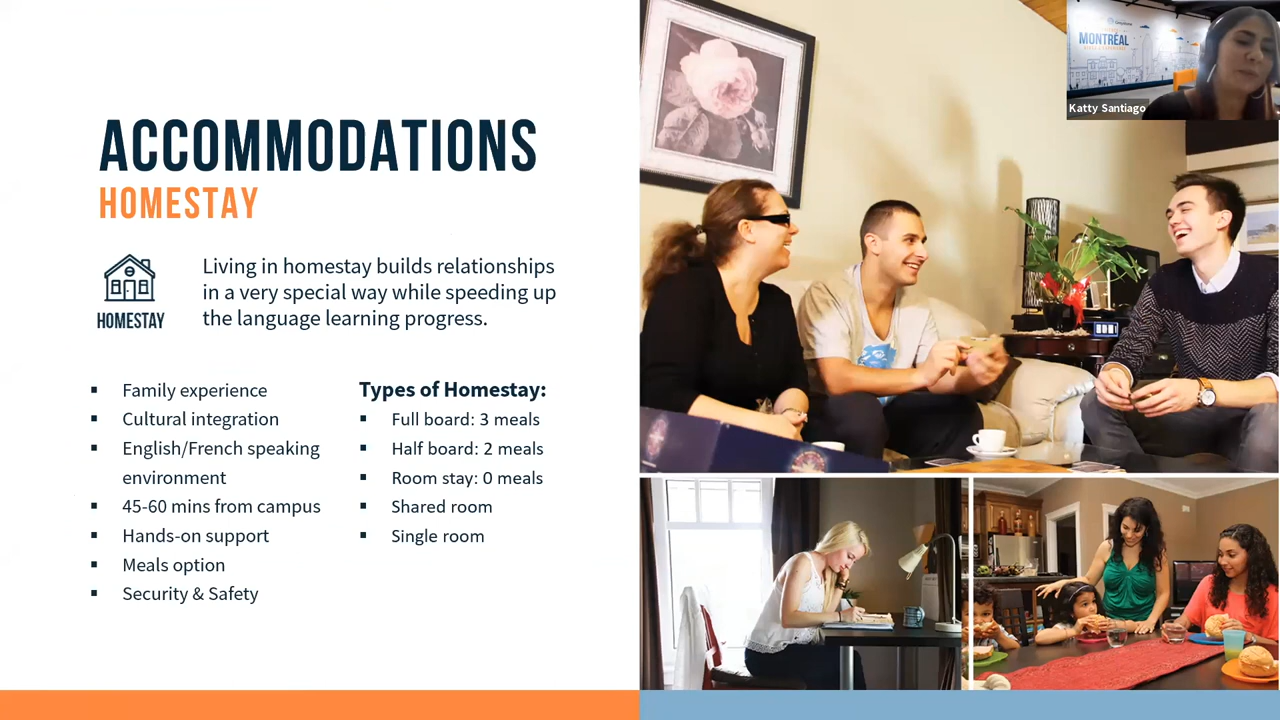 MONTRÉAL
Katty Santiago
ACCOMMODATIONS
HOMESTAY
Living in homestay builds relationships
in a very special way while speeding up
the language learning progress.
HOMESTAY
Family experience
Cultural integration
English/French speaking
environment
45-60 mins from campus
Hands-on support
Meals option
Security & Safety
Types of Homestay:
Full board: 3 meals
Half board: 2 meals
Room stay: 0 meals
Shared room
Single room